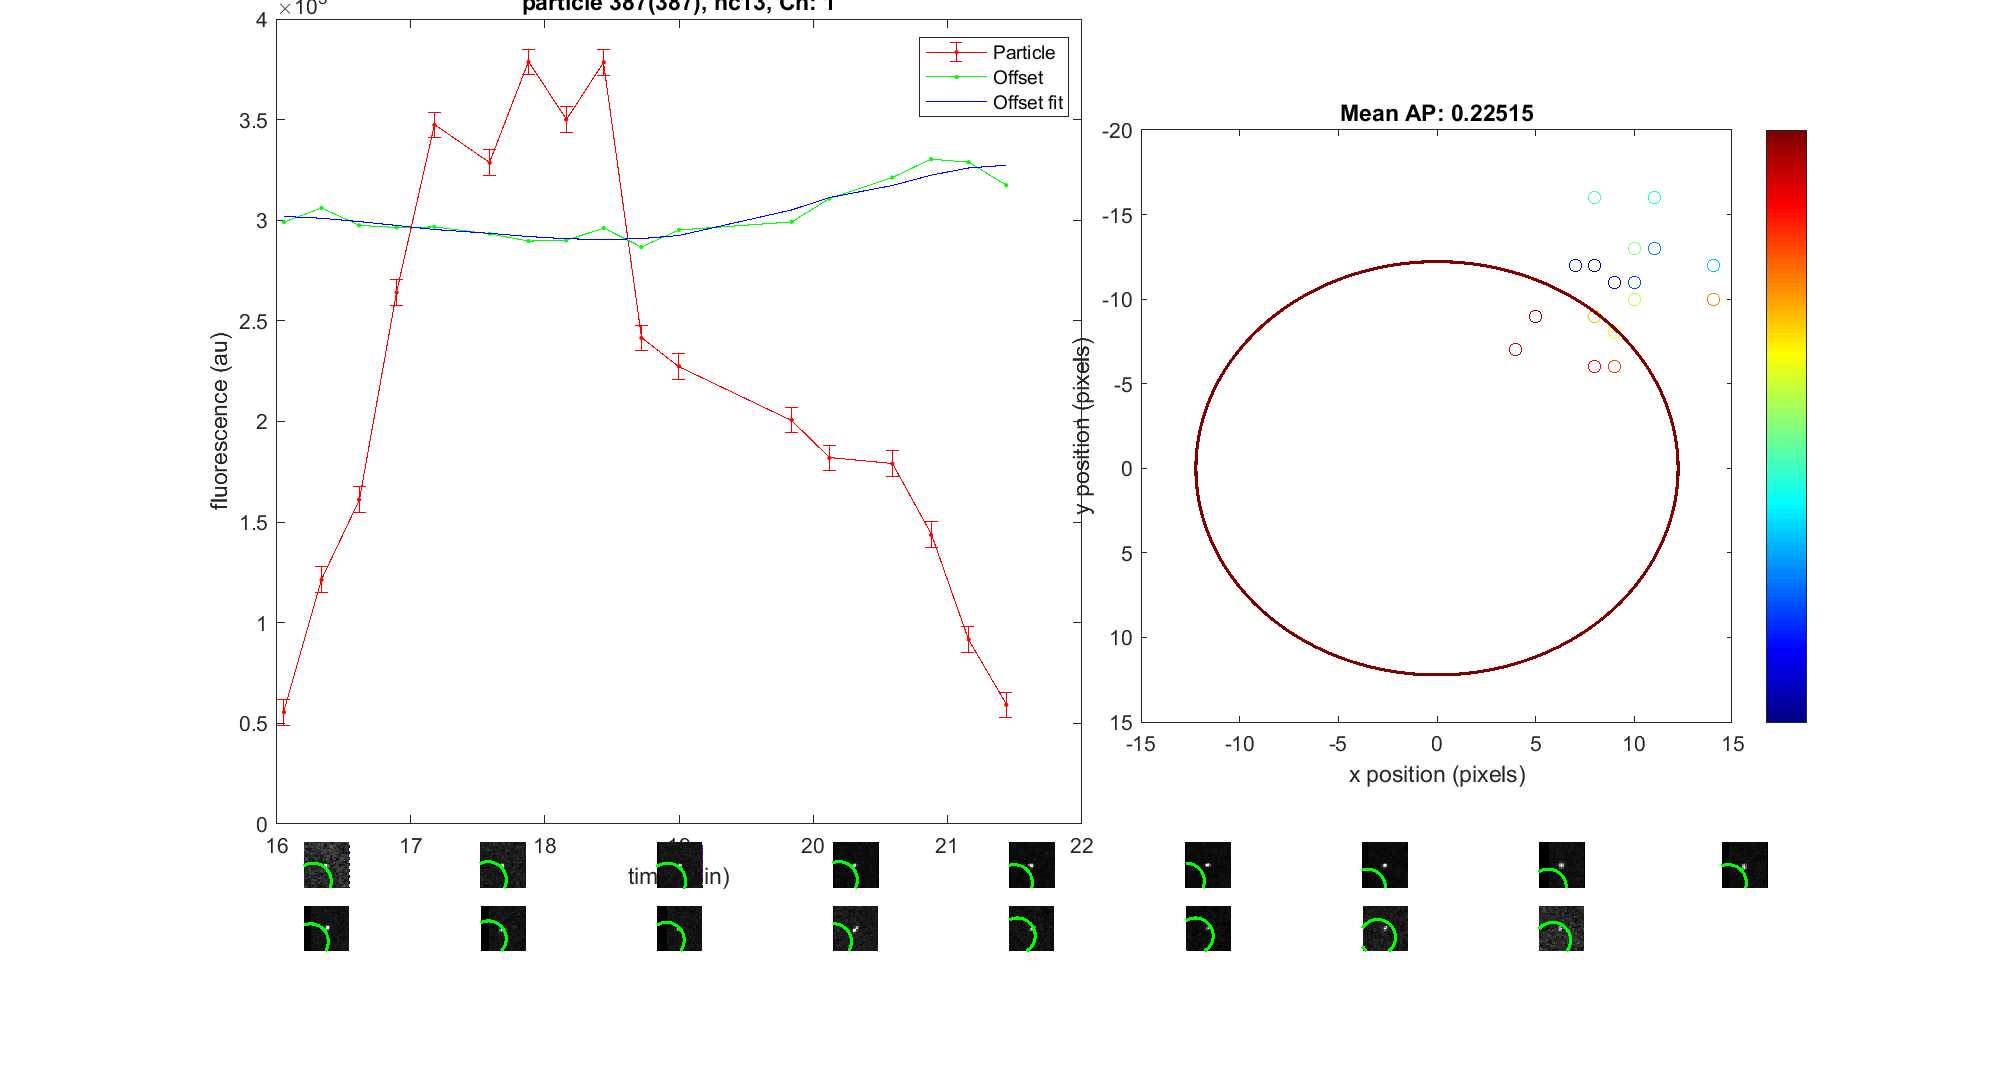 particle 387(387), nc13, Ch: 1
4
3.5
3
2.5
2
1.5
1
0.5
0
fluorescence (au)
16 17 18 20 21 22
Particle
Offset
Offset fit
Mean AP: 0.22515
-20
-15
-10
-5
0
5
10
15
y position (pixels)
-15 -10 -5 0 5 10 15
x position (pixels)